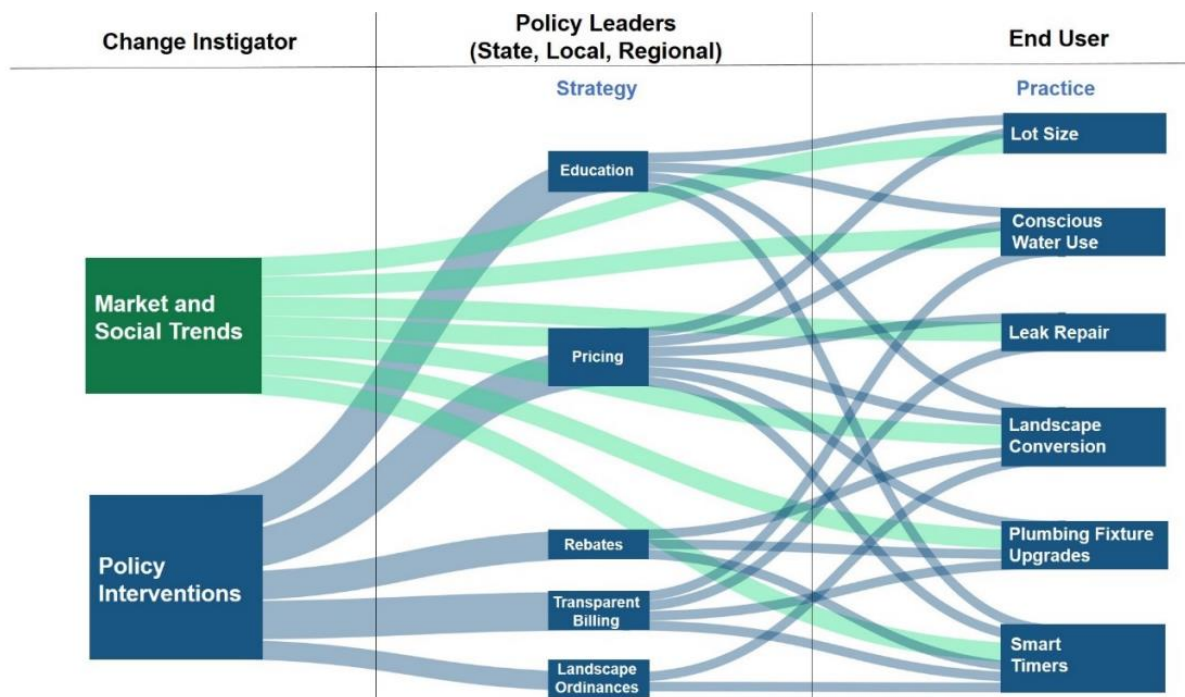 Change Instigator
Policy Leaders
(State, Local, Regional)
End User
Strategy
Practice
Market and
Social Trends
Policy
Interventions
Education
Pricing
Rebates
Transparent
Billing
Landscape
Ordinances
Lot Size
Conscious
Water Use
Leak Repair
Landscape
Conversion
Plumbing Fixture
Upgrades
Smart
Timers